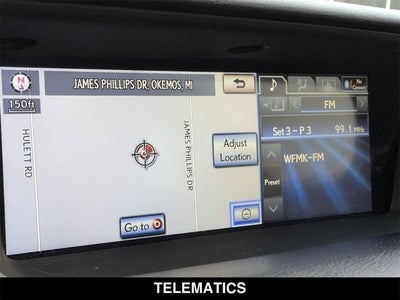 N
JAMES PHILLIPS DR, OKEMOS, MI
No
Connect
150ft
FM
HULETT RD
JAMES PHILLIPS DR
Adjust
Location
Set 3 - P 3 99.1 MHz
WFMK-FM
Preset
Go to
TELEMATICS